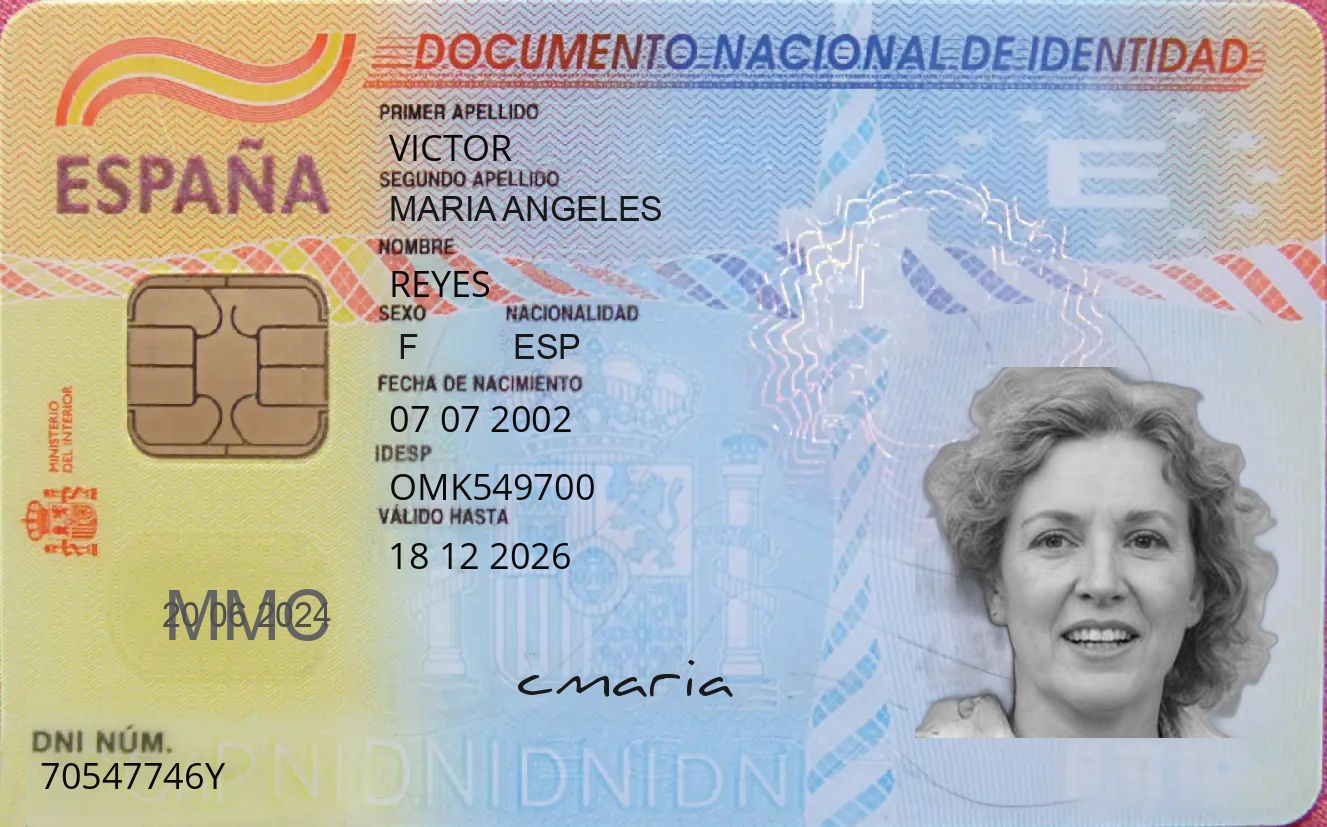 DOCUMENTO NACIONAL DE IDENTIDAD
ESPAÑA
PRIMER APELLIDO
VICTOR
SEGUNDO APELLIDO
MARIA ANGELES
NOMBRE
REYES
SEXO NACIONALIDAD
F ESP
FECHA DE NACIMIENTO
07 07 2002
IDESP
OMK549700
VÁLIDO HASTA
18 12 2026
MINISTERIO
DEL INTERIOR
E
MMO
20 06 2024
cmaria
DNI NÚM.
70547746Y
DNIDNIDNIDN